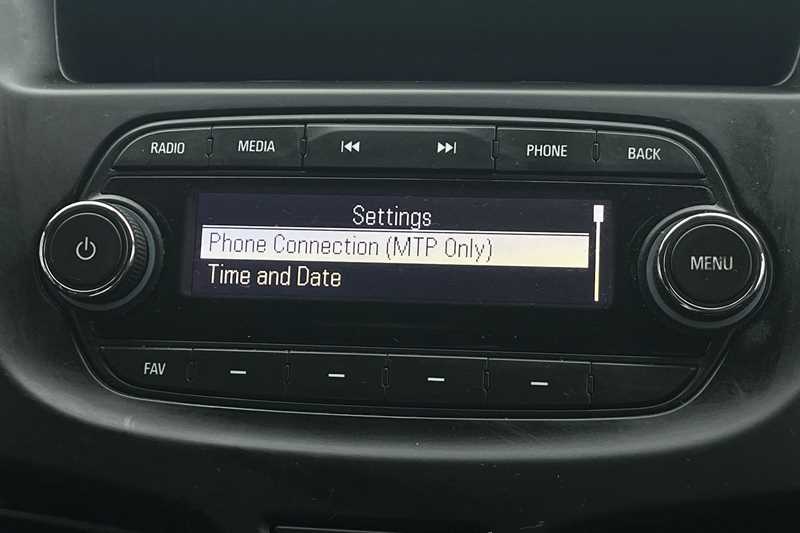 RADIO MEDIA PHONE BACK
Settings
Phone Connection (MTP Only)
Time and Date
MENU
FAV